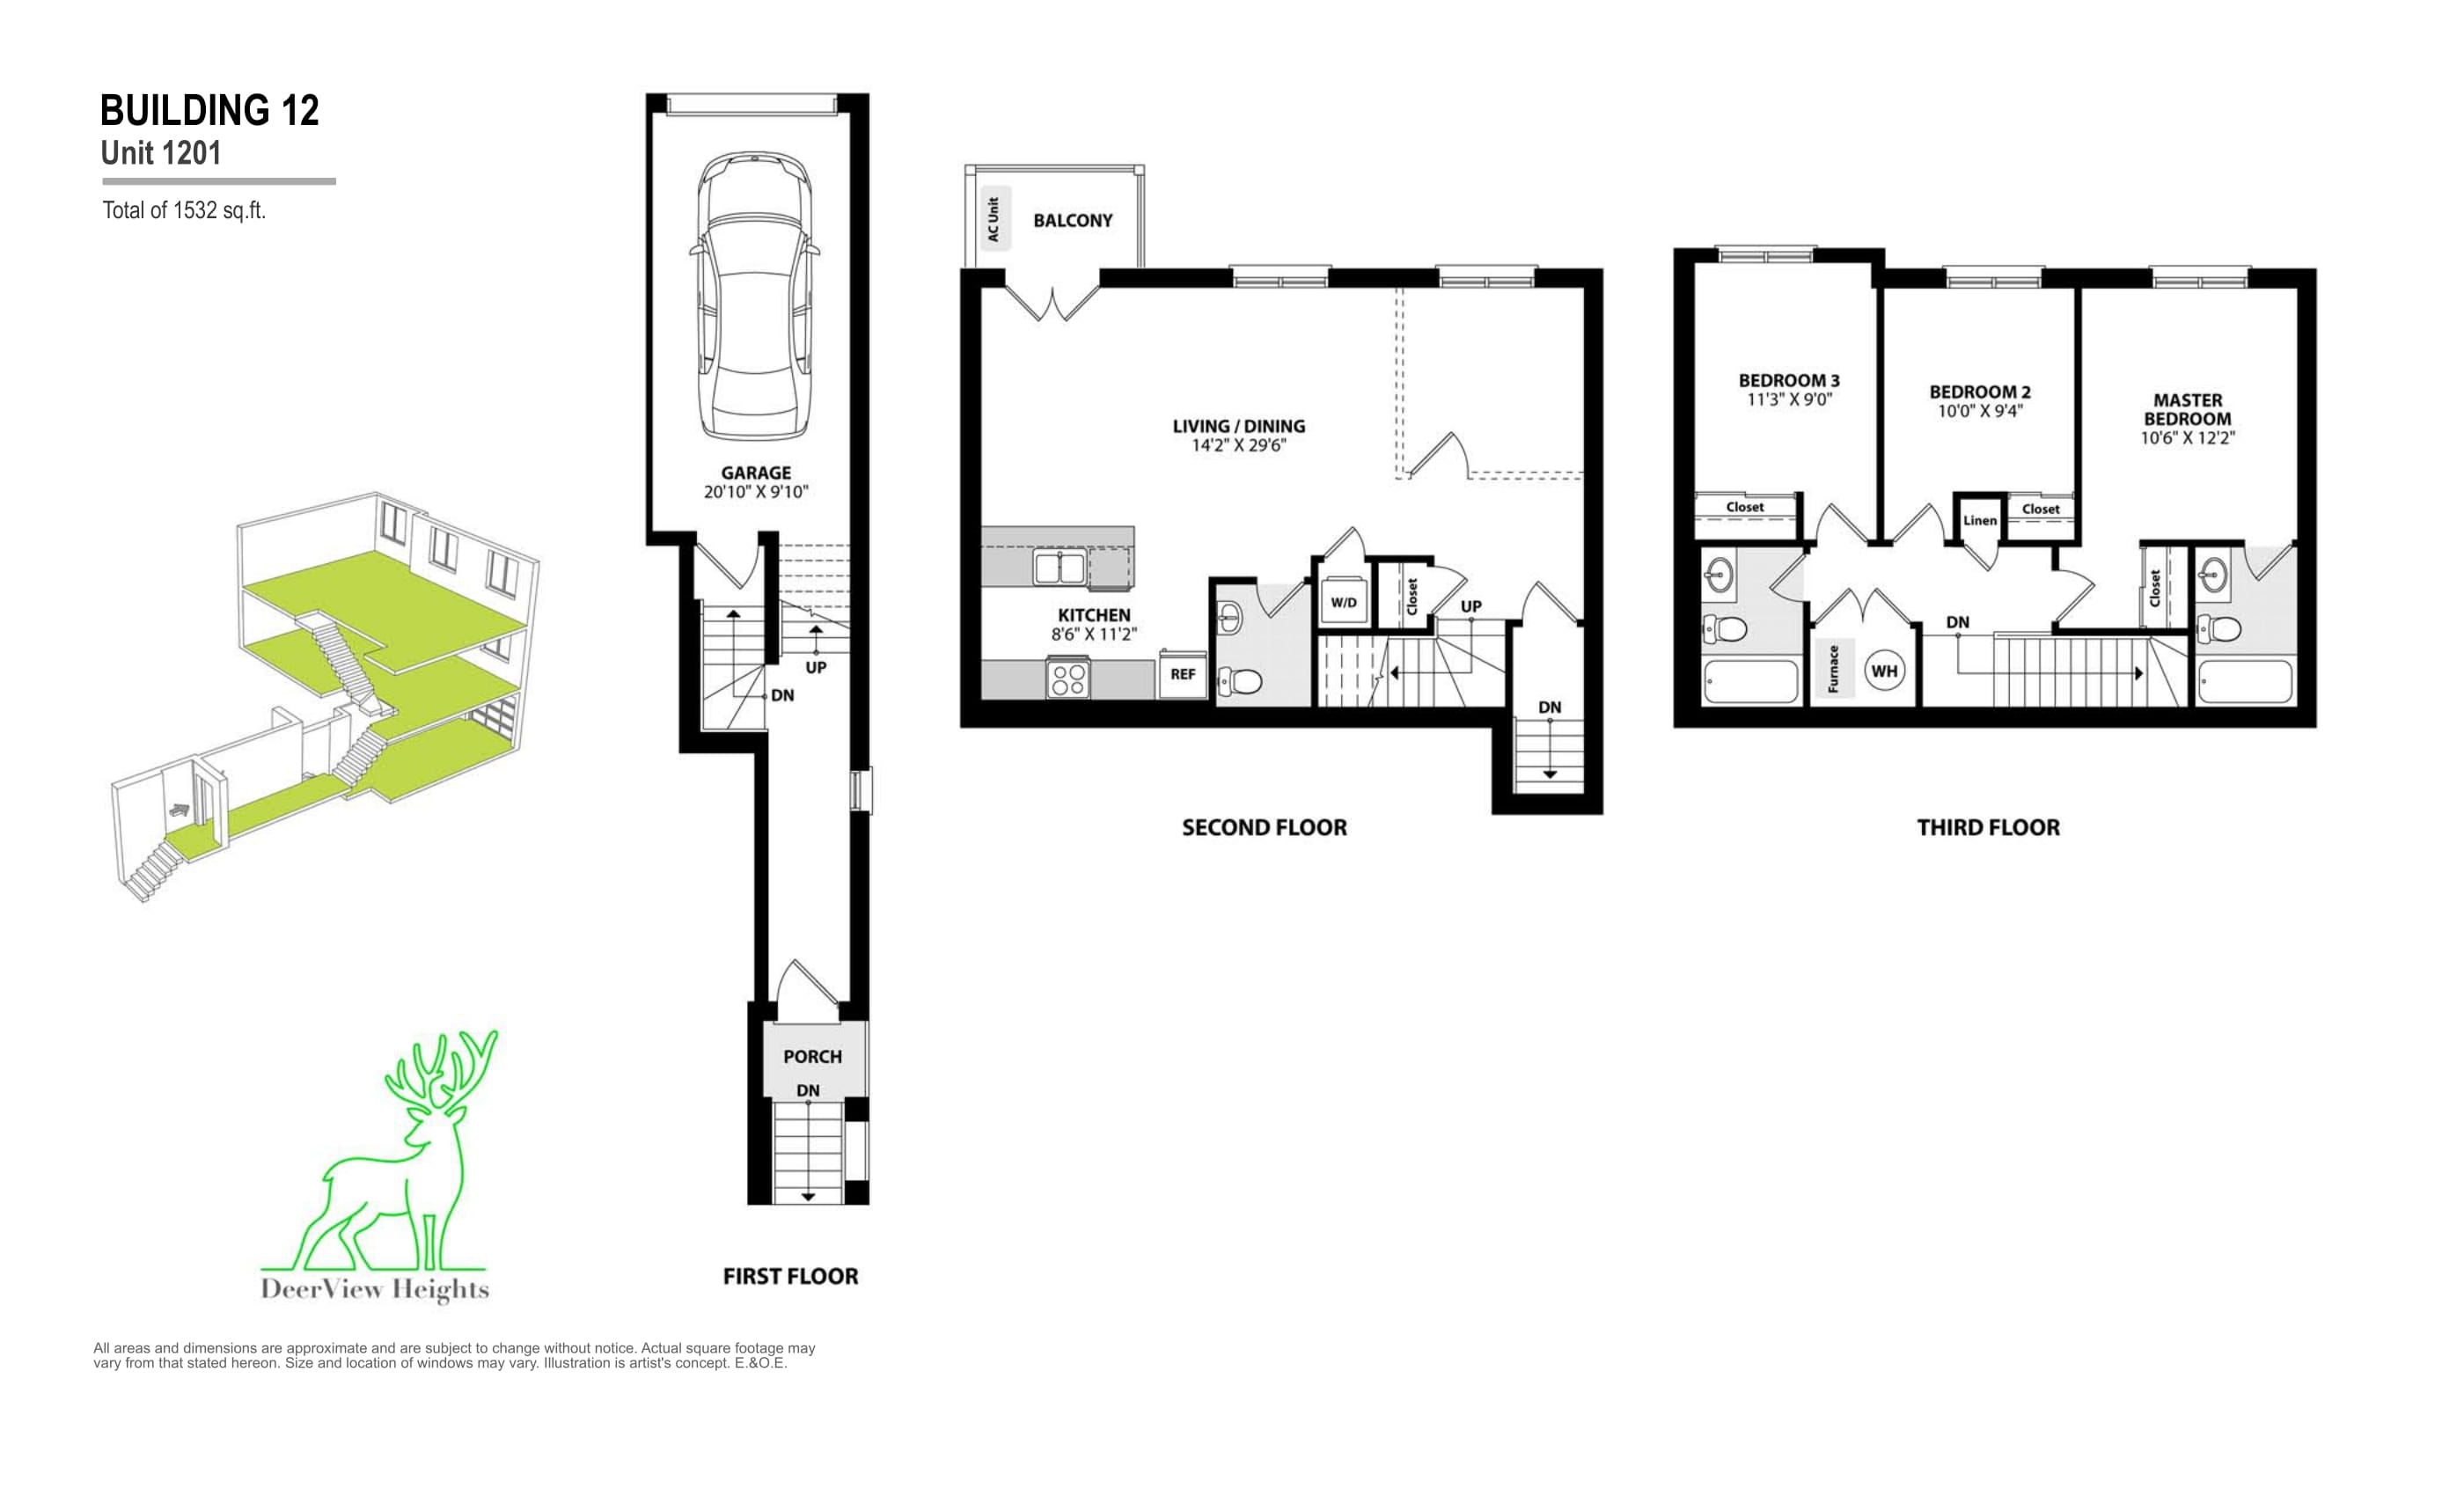 BUILDING 12
Unit 1201
Total of 1532 sq.ft.
GARAGE
20'10" X 9'10"
UP
DN
PORCH
DN
FIRST FLOOR
AC Unit
BALCONY
LIVING / DINING
14'2" X 29'6"
KITCHEN
8'6" X 11'2"
REF
W/D
Closet
UP
DN
SECOND FLOOR
BEDROOM 3
11'3" X 9'0"
BEDROOM 2
10'0" X 9'4"
MASTER
BEDROOM
10'6" X 12'2"
Closet
Linen
Closet
Closet
DN
Furnace
WH
THIRD FLOOR
DeerView Heights
All areas and dimensions are approximate and are subject to change without notice. Actual square footage may
vary from that stated hereon. Size and location of windows may vary. Illustration is artist's concept. E.&O.E.